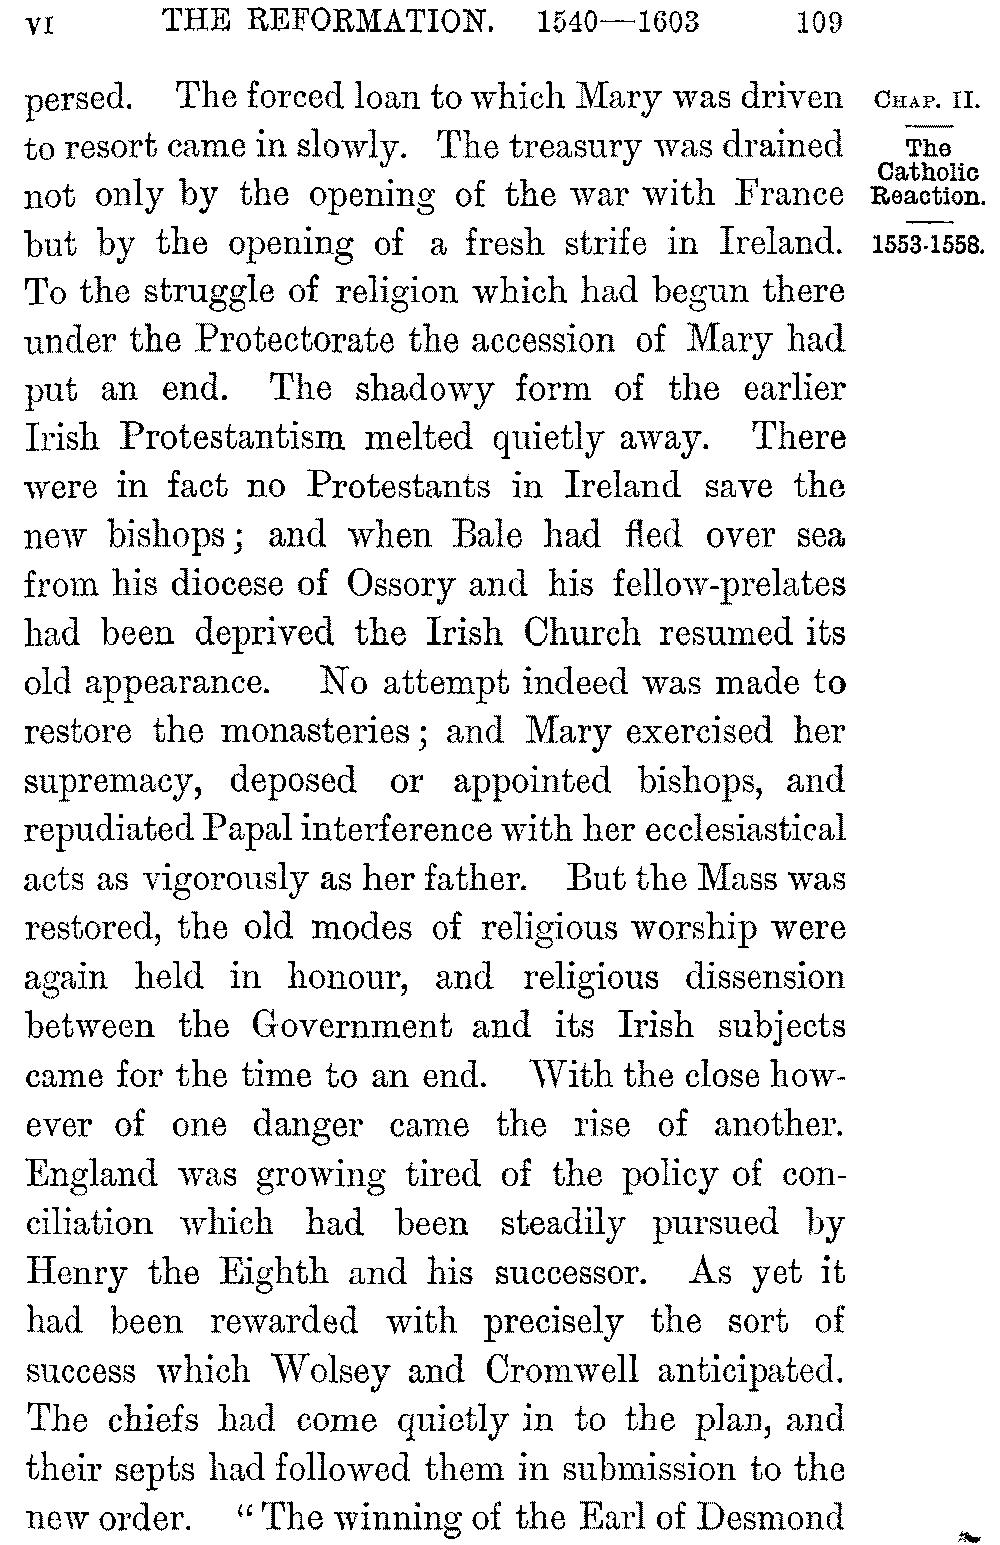 VI THE REFORMATION. 1540—1603 109
persed. The forced loan to which Mary was driven
to resort came in slowly. The treasury was drained
not only by the opening of the war with France
but by the opening of a fresh strife in Ireland.
To the struggle of religion which had begun there
under the Protectorate the accession of Mary had
put an end. The shadowy form of the earlier
Irish Protestantism melted quietly away. There
were in fact no Protestants in Ireland save the
new bishops; and when Bale had fled over sea
from his diocese of Ossory and his fellow-prelates
had been deprived the Irish Church resumed its
old appearance. No attempt indeed was made to
restore the monasteries; and Mary exercised her
supremacy, deposed or appointed bishops, and
repudiated Papal interference with her ecclesiastical
acts as vigorously as her father. But the Mass was
restored, the old modes of religious worship were
again held in honour, and religious dissension
between the Government and its Irish subjects
came for the time to an end. With the close how-
ever of one danger came the rise of another.
England was growing tired of the policy of con-
ciliation which had been steadily pursued by
Henry the Eighth and his successor. As yet it
had been rewarded with precisely the sort of
success which Wolsey and Cromwell anticipated.
The chiefs had come quietly in to the plan, and
their septs had followed them in submission to the
new order. "The winning of the Earl of Desmond
CHAP. II.
The
Catholic
Reaction.
1553-1558.